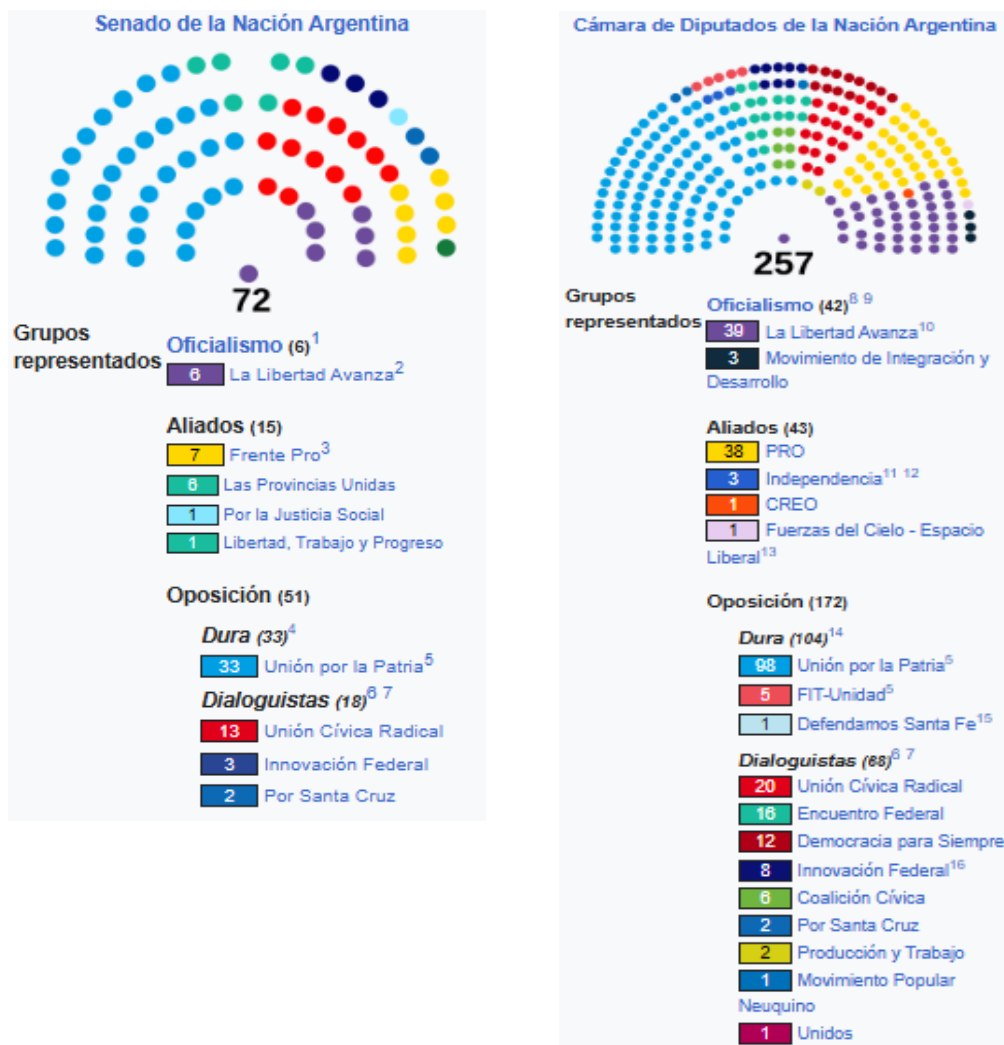 Senado de la Nación Argentina
72
Grupos
representados
Oficialismo (6)1
6 La Libertad Avanza2
Aliados (15)
7 Frente Pro3
6 Las Provincias Unidas
1 Por la Justicia Social
1 Libertad, Trabajo y Progreso
Oposición (51)
Dura (33)4
33 Unión por la Patria5
Dialoguistas (18)6 7
13 Unión Cívica Radical
3 Innovación Federal
2 Por Santa Cruz
Cámara de Diputados de la Nación Argentina
257
Grupos
representados
Oficialismo (42)8 9
39 La Libertad Avanza10
3 Movimiento de Integración y
Desarrollo
Aliados (43)
38 PRO
3 Independencia11 12
1 CREO
1 Fuerzas del Cielo - Espacio
Liberal13
Oposición (172)
Dura (104)14
98 Unión por la Patria5
5 FIT-Unidad5
1 Defendamos Santa Fe15
Dialoguistas (68)6 7
20 Unión Cívica Radical
16 Encuentro Federal
12 Democracia para Siempre
8 Innovación Federal16
6 Coalición Cívica
2 Por Santa Cruz
2 Producción y Trabajo
1 Movimiento Popular
Neuquino
1 Unidos